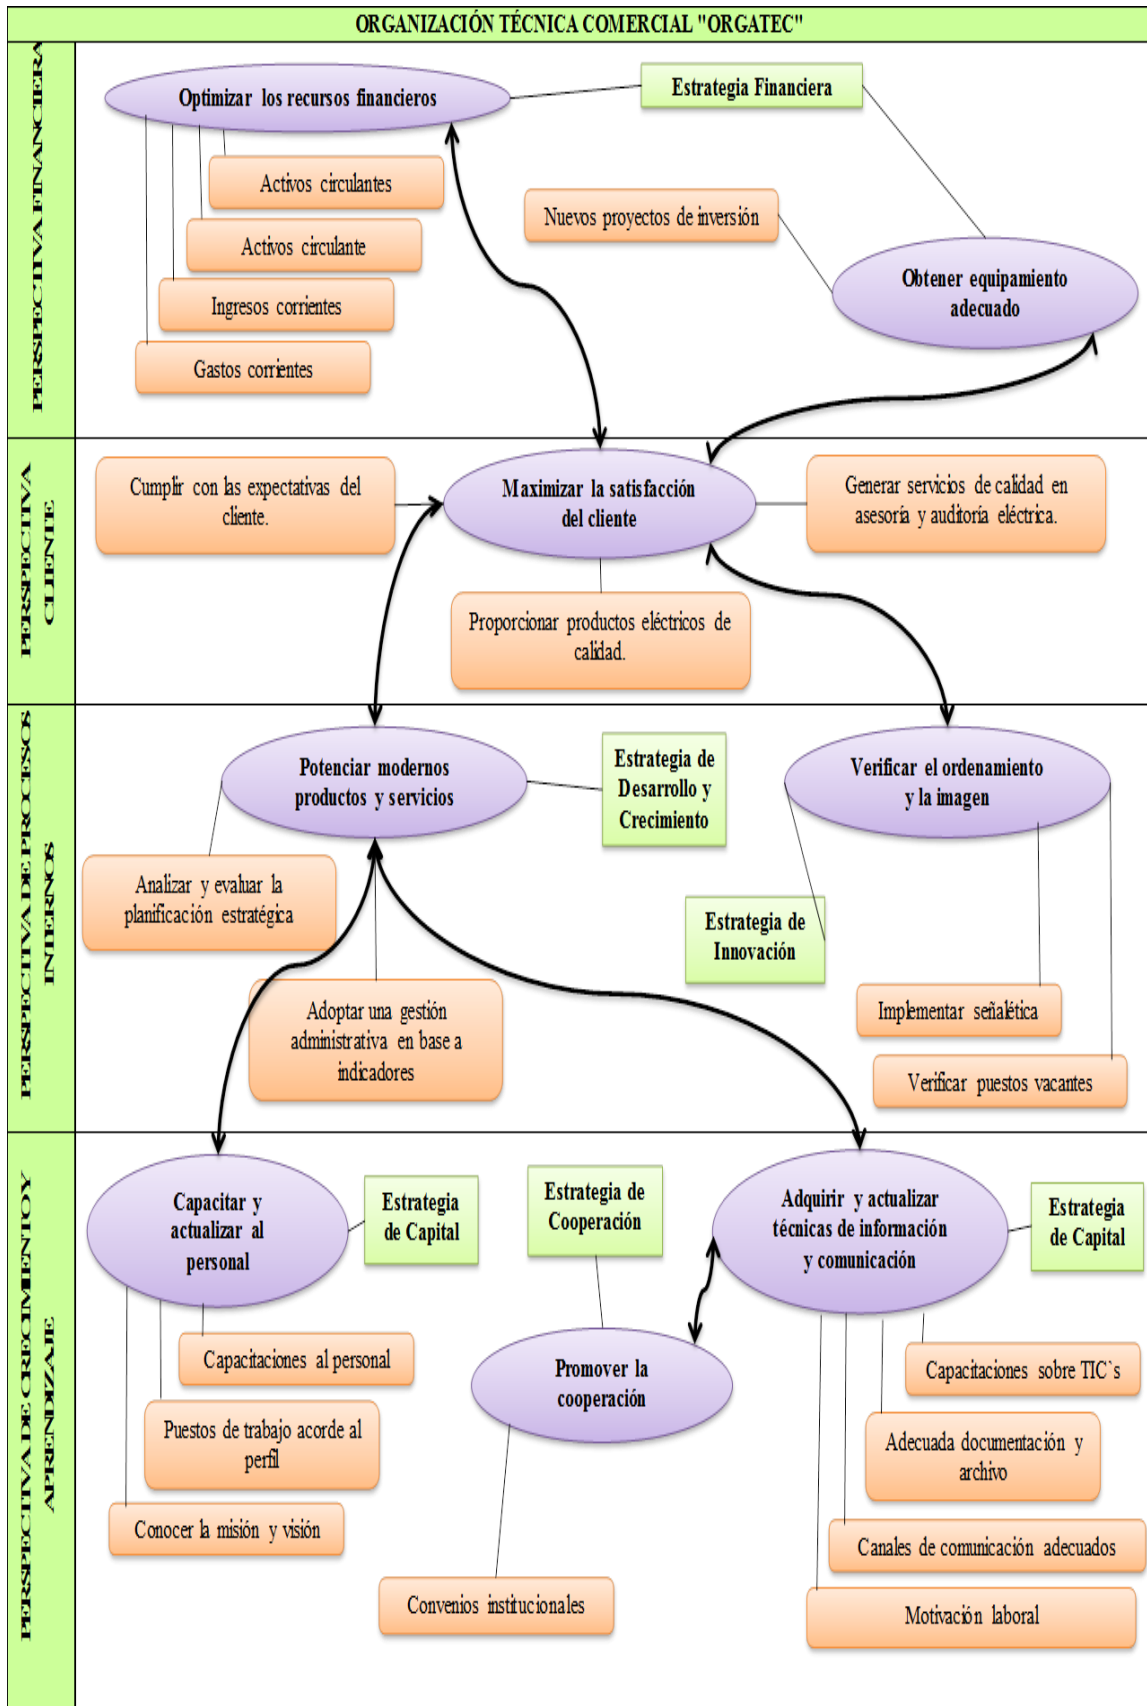 ORGANIZACIÓN TÉCNICA COMERCIAL "ORGATEC"
PERSPECTIVA FINANCIERA
Optimizar los recursos financieros
Estrategia Financiera
Activos circulantes
Nuevos proyectos de inversión
Activos circulante
Obtener equipamiento
adecuado
Ingresos corrientes
Gastos corrientes
PERSPECTIVA
CLIENTE
Cumplir con las expectativas del
cliente.
Maximizar la satisfacción
del cliente
Generar servicios de calidad en
asesoría y auditoría eléctrica.
Proporcionar productos eléctricos de
calidad.
PERSPECTIVA DE PROCESOS
INTERNOS
Potenciar modernos
productos y servicios
Estrategia de
Desarrollo y
Crecimiento
Verificar el ordenamiento
y la imagen
Analizar y evaluar la
planificación estratégica
Estrategia de
Innovación
Adoptar una gestión
administrativa en base a
indicadores
Implementar señalética
Verificar puestos vacantes
PERSPECTIVA DE CRECIMIENTO Y
APRENDIZAJE
Capacitar y
actualizar al
personal
Estrategia
de Capital
Estrategia de
Cooperación
Adquirir y actualizar
técnicas de información
y comunicación
Estrategia
de Capital
Capacitaciones al personal
Promover la
cooperación
Capacitaciones sobre TIC`s
Puestos de trabajo acorde al
perfil
Adecuada documentación y
archivo
Conocer la misión y visión
Canales de comunicación adecuados
Convenios institucionales
Motivación laboral